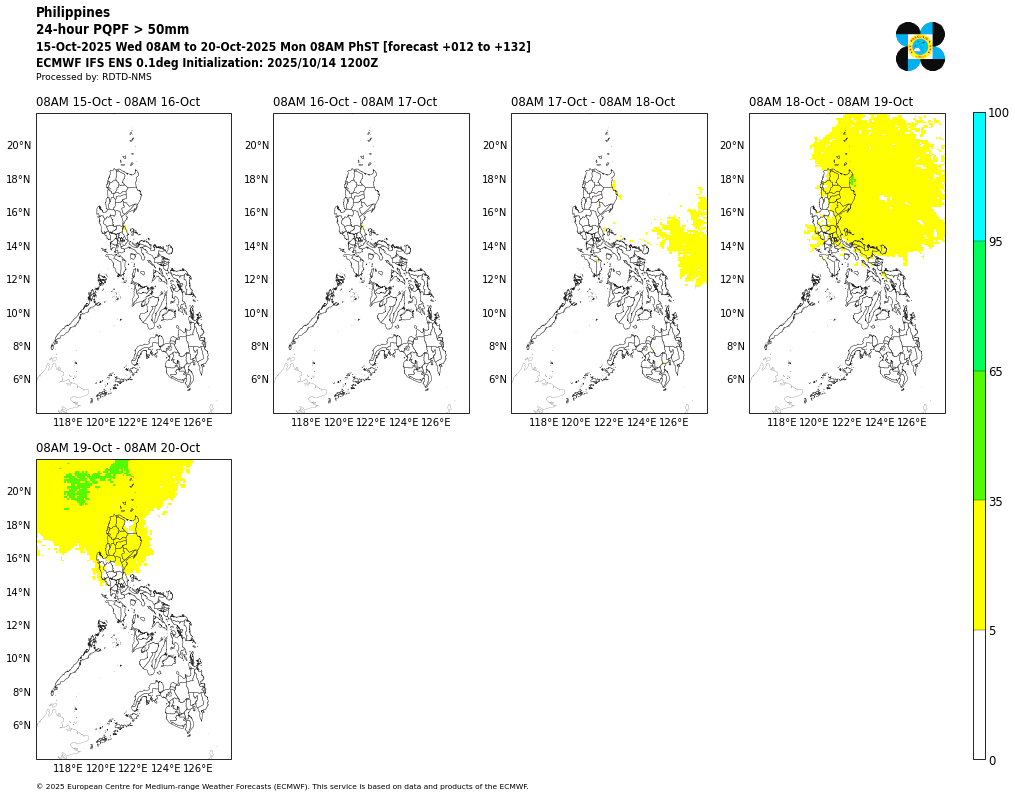 Philippines
24-hour PQPF > 50mm
15-Oct-2025 Wed 08AM to 20-Oct-2025 Mon 08AM PhST [forecast +012 to +132]
ECMWF IFS ENS 0.1deg Initialization: 2025/10/14 1200Z
Processed by: RDTD-NMS
08AM 15-Oct - 08AM 16-Oct
08AM 16-Oct - 08AM 17-Oct
08AM 17-Oct - 08AM 18-Oct
08AM 18-Oct - 08AM 19-Oct
20°N 20°N 20°N 20°N
18°N 18°N 18°N 18°N
16°N 16°N 16°N 16°N
14°N 14°N 14°N 14°N
12°N 12°N 12°N 12°N
10°N 10°N 10°N 10°N
8°N 8°N 8°N 8°N
6°N 6°N 6°N 6°N
118°E 120°E 122°E 124°E 126°E 118°E 120°E 122°E 124°E 126°E 118°E 120°E 122°E 124°E 126°E 118°E 120°E 122°E 124°E 126°E
100
95
65
35
5
0
08AM 19-Oct - 08AM 20-Oct
20°N
18°N
16°N
14°N
12°N
10°N
8°N
6°N
118°E 120°E 122°E 124°E 126°E
© 2025 European Centre for Medium-range Weather Forecasts (ECMWF). This service is based on data and products of the ECMWF.